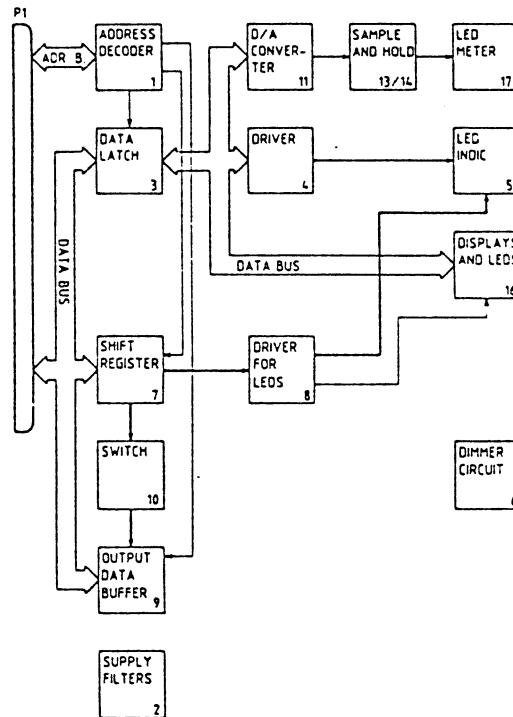 P1
ADDRESS
DECODER
1
ADR B.
D/A
CONVER-
TER
11
SAMPLE
AND HOLD
13/14
LED
METER
17
DATA
LATCH
3
DRIVER
4
LED
INDIC
5
DATA BUS
DATA BUS
DISPLAYS
AND LEDS
16
SHIFT
REGISTER
7
DRIVER
FOR
LEDS
8
SWITCH
10
DIMMER
CIRCUIT
OUTPUT
DATA
BUFFER
9
SUPPLY
FILTERS
2